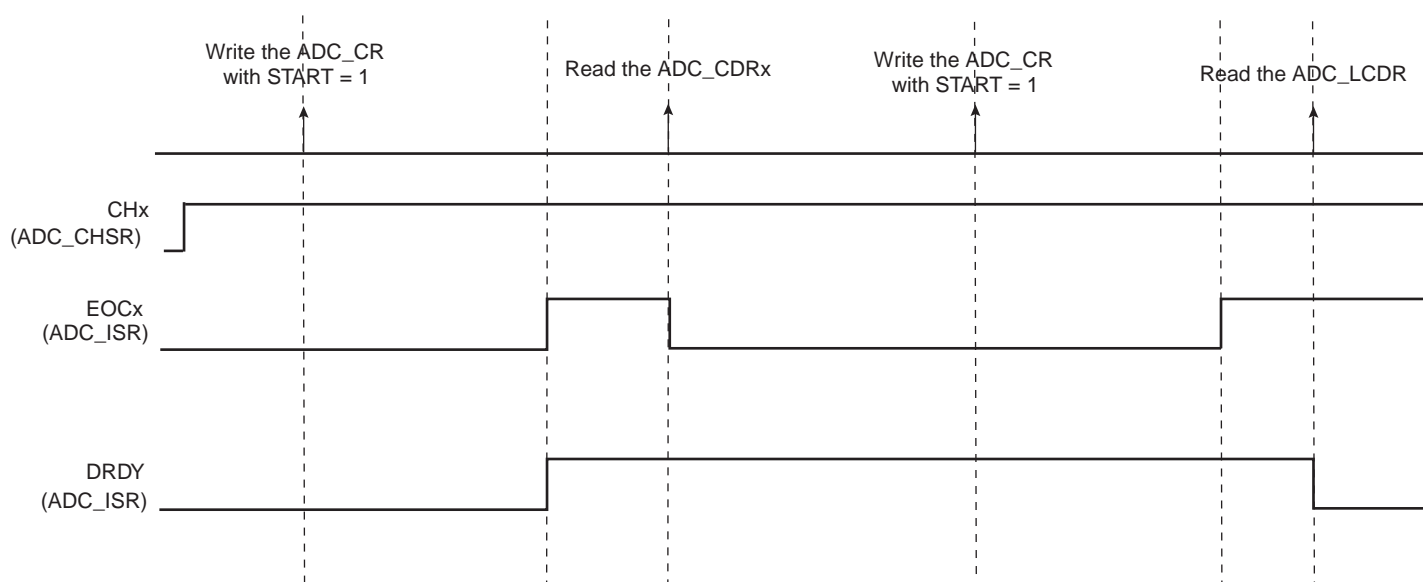 Write the ADC_CR
with START = 1
Read the ADC_CDRx
Write the ADC_CR
with START = 1
Read the ADC_LCDR
CHx
(ADC_CHSR)
EOCx
(ADC_ISR)
DRDY
(ADC_ISR)